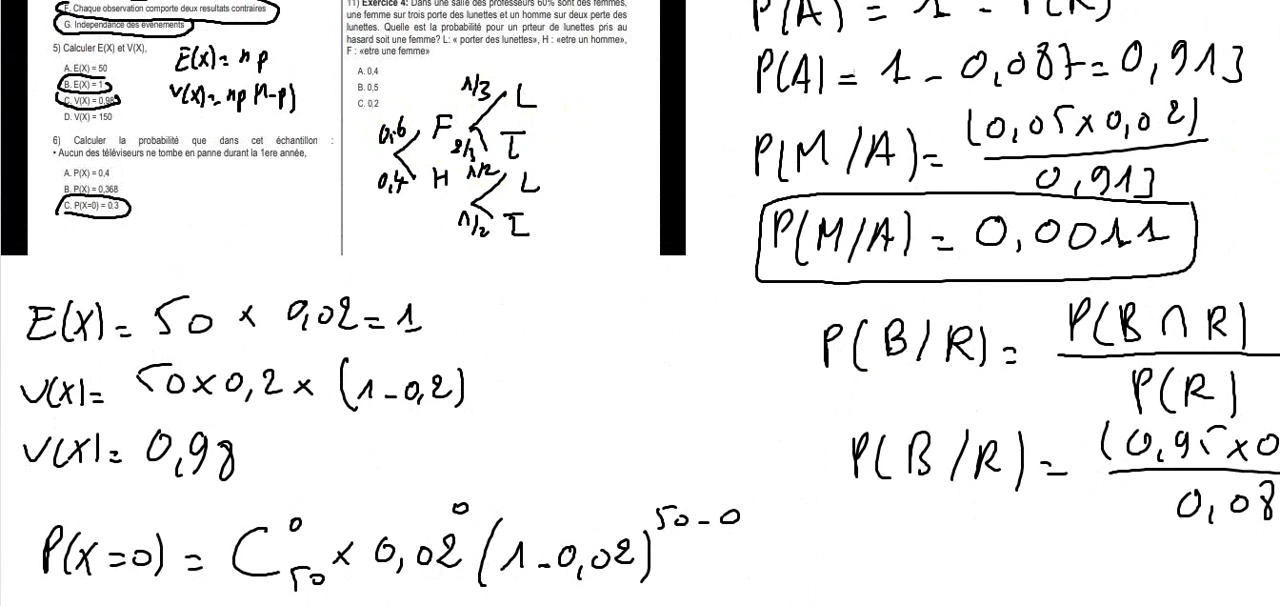 F. Chaque observation comporte deux resultats contraires
G. Independance des evenements
5) Calculer E(X) et V(X),
A. E(X) = 50
B. E(X) = 1
C. V(X) = 0,98
D. V(X) = 150
E(X) = np
V(X) = np(1-p)
6) Calculer la probabilité que dans cet échantillon :
• Aucun des téléviseurs ne tombe en panne durant la 1ere année,
A. P(X) = 0,4
B. P(X) = 0,368
C. P(X=0) = 0,3
11) Exercice 4: Dans une salle des professeurs 60% sont des femmes,
une femme sur trois porte des lunettes et un homme sur deux perte des
lunettes. Quelle est la probabilité pour un prteur de lunettes pris au
hasard soit une femme? L: « porter des lunettes», H : «etre un homme»,
F : «etre une femme»
A. 0,4
B. 0,5
C. 0,2
1/3 L
0,6 F
2/3 L̅
0,4 H 1/2 L
1/2 L̅
P(A) = 1 - P(R)
P(A) = 1 - 0,087 = 0,913
P(M/A) = (0,05 x 0,02)
0,913
P(M/A) = 0,0011
E(X) = 50 x 0,02 = 1
V(X) = 50 x 0,2 x (1-0,2)
V(X) = 0,98
P(X=0) = C⁰₅₀ x 0,02⁰ (1-0,02)⁵⁰⁻⁰
P(B/R) = P(B ∩ R)
P(R)
P(B/R) = (0,95 x 0
0,08